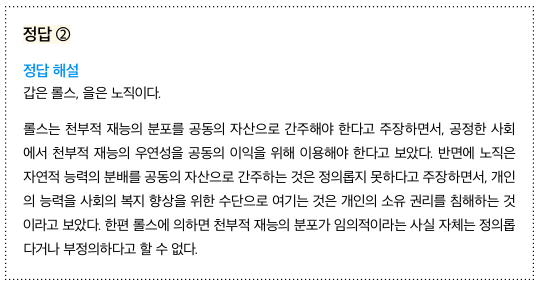 정답 ②
정답 해설
갑은 롤스, 을은 노직이다.
롤스는 천부적 재능의 분포를 공동의 자산으로 간주해야 한다고 주장하면서, 공정한 사회
에서 천부적 재능의 우연성을 공동의 이익을 위해 이용해야 한다고 보았다. 반면에 노직은
자연적 능력의 분배를 공동의 자산으로 간주하는 것은 정의롭지 못하다고 주장하면서, 개인
의 능력을 사회의 복지 향상을 위한 수단으로 여기는 것은 개인의 소유 권리를 침해하는 것
이라고 보았다. 한편 롤스에 의하면 천부적 재능의 분포가 임의적이라는 사실 자체는 정의롭
다거나 부정의하다고 할 수 없다.